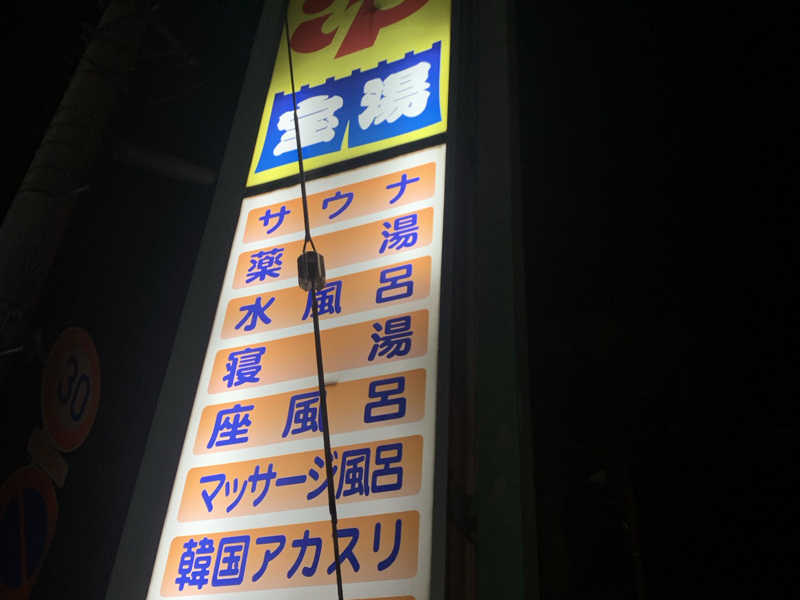 宝湯
サウナ
薬湯
水風呂
寝湯
座風呂
マッサージ風呂
韓国アカスリ
30